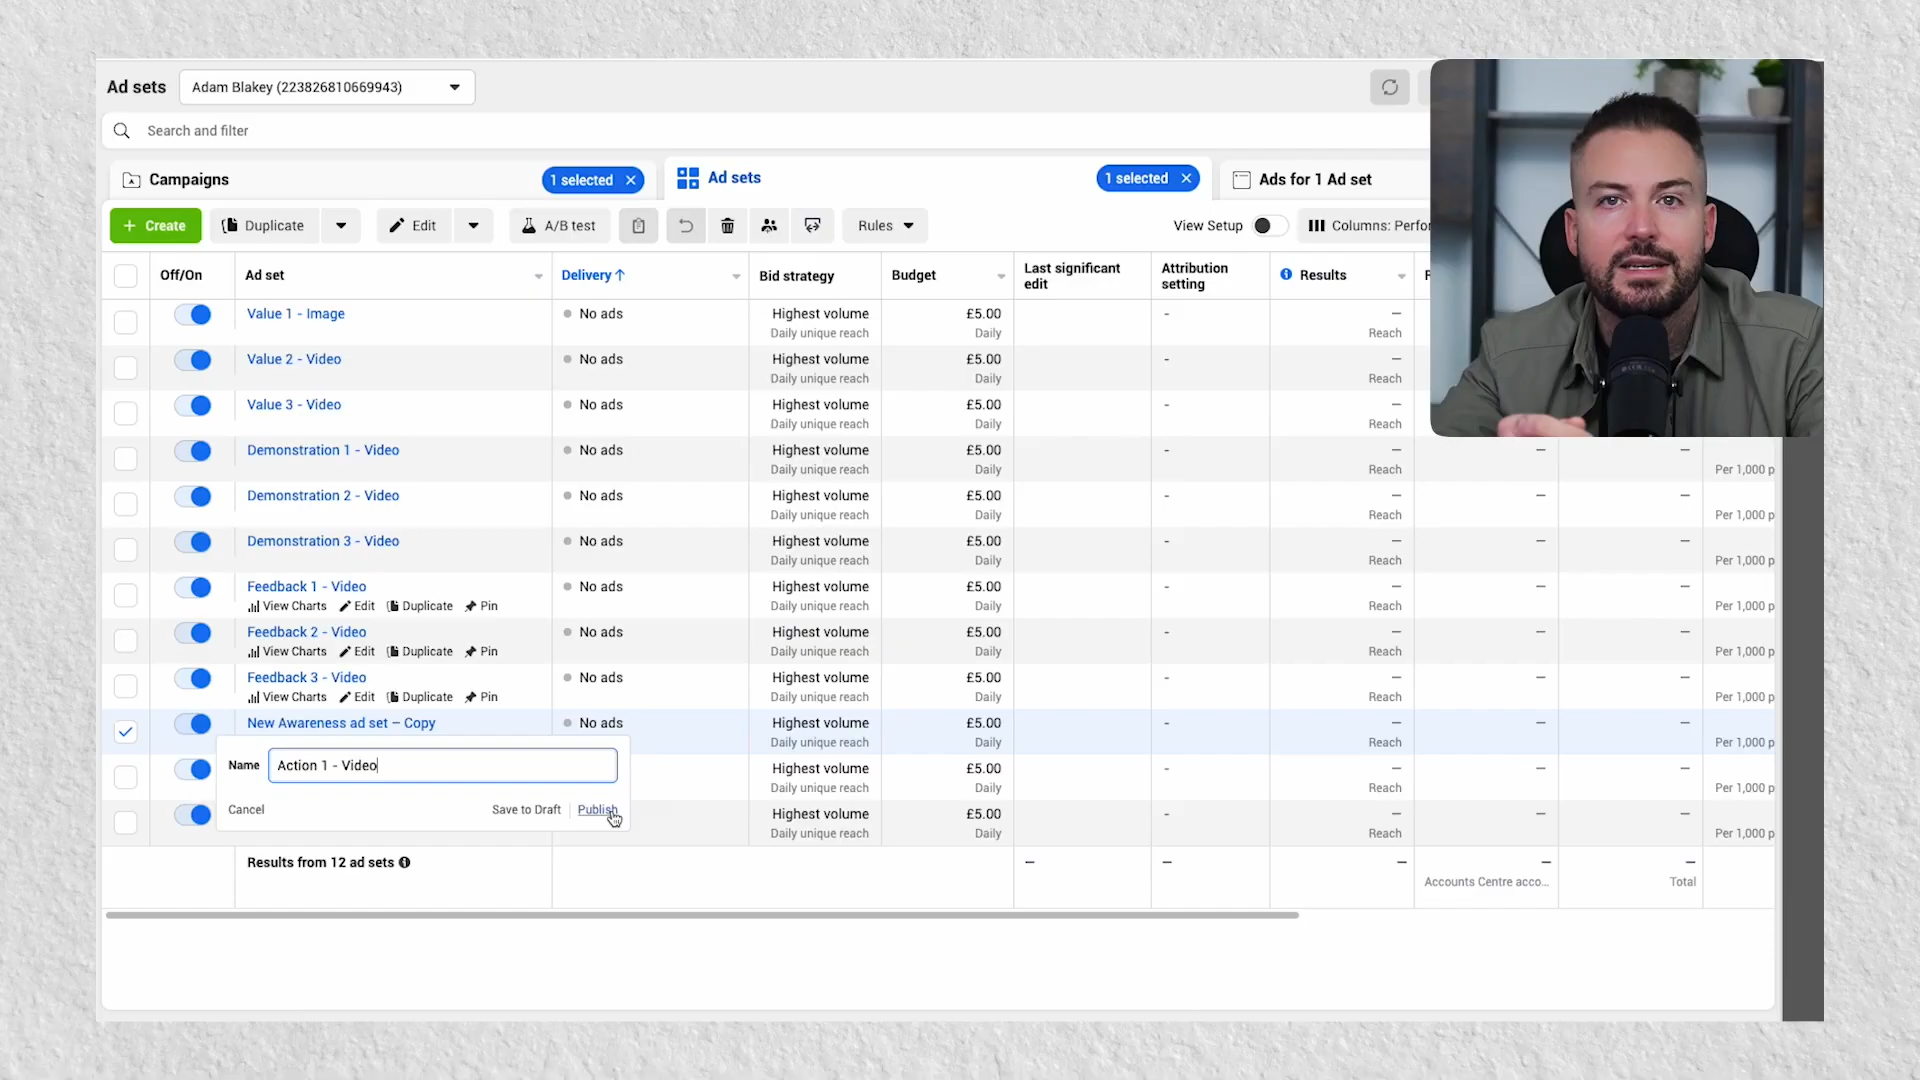 Ad sets
Adam Blakey (223826810669943)
Search and filter
Campaigns
1 selected
Ad sets
1 selected
Ads for 1 Ad set
Create
Duplicate
Edit
A/B test
Rules
View Setup
Columns: Perfor
Off/On
Ad set
Delivery ↑
Bid strategy
Budget
Last significant
edit
Attribution
setting
Results
Value 1 - Image
No ads
Highest volume
£5.00
-
—
Daily unique reach
Daily
Reach
Value 2 - Video
No ads
Highest volume
£5.00
-
—
Daily unique reach
Daily
Reach
Value 3 - Video
No ads
Highest volume
£5.00
-
—
Daily unique reach
Daily
Reach
Demonstration 1 - Video
No ads
Highest volume
£5.00
-
—
—
—
Daily unique reach
Daily
Reach
Per 1,000 p
Demonstration 2 - Video
No ads
Highest volume
£5.00
-
—
—
—
Daily unique reach
Daily
Reach
Per 1,000 p
Demonstration 3 - Video
No ads
Highest volume
£5.00
-
—
—
—
Daily unique reach
Daily
Reach
Per 1,000 p
Feedback 1 - Video
No ads
Highest volume
£5.00
-
—
—
—
View Charts
Edit
Duplicate
Pin
Daily unique reach
Daily
Reach
Per 1,000 p
Feedback 2 - Video
No ads
Highest volume
£5.00
-
—
—
—
View Charts
Edit
Duplicate
Pin
Daily unique reach
Daily
Reach
Per 1,000 p
Feedback 3 - Video
No ads
Highest volume
£5.00
-
—
—
—
View Charts
Edit
Duplicate
Pin
Daily unique reach
Daily
Reach
Per 1,000 p
New Awareness ad set – Copy
No ads
Highest volume
£5.00
-
—
—
—
Daily unique reach
Daily
Reach
Per 1,000 p
Name
Action 1 - Video
Highest volume
£5.00
-
—
—
—
Daily unique reach
Daily
Reach
Per 1,000 p
Cancel
Save to Draft
Publish
Highest volume
£5.00
-
—
—
—
Daily unique reach
Daily
Reach
Per 1,000 p
Results from 12 ad sets
—
—
—
—
—
Accounts Centre acco...
Total